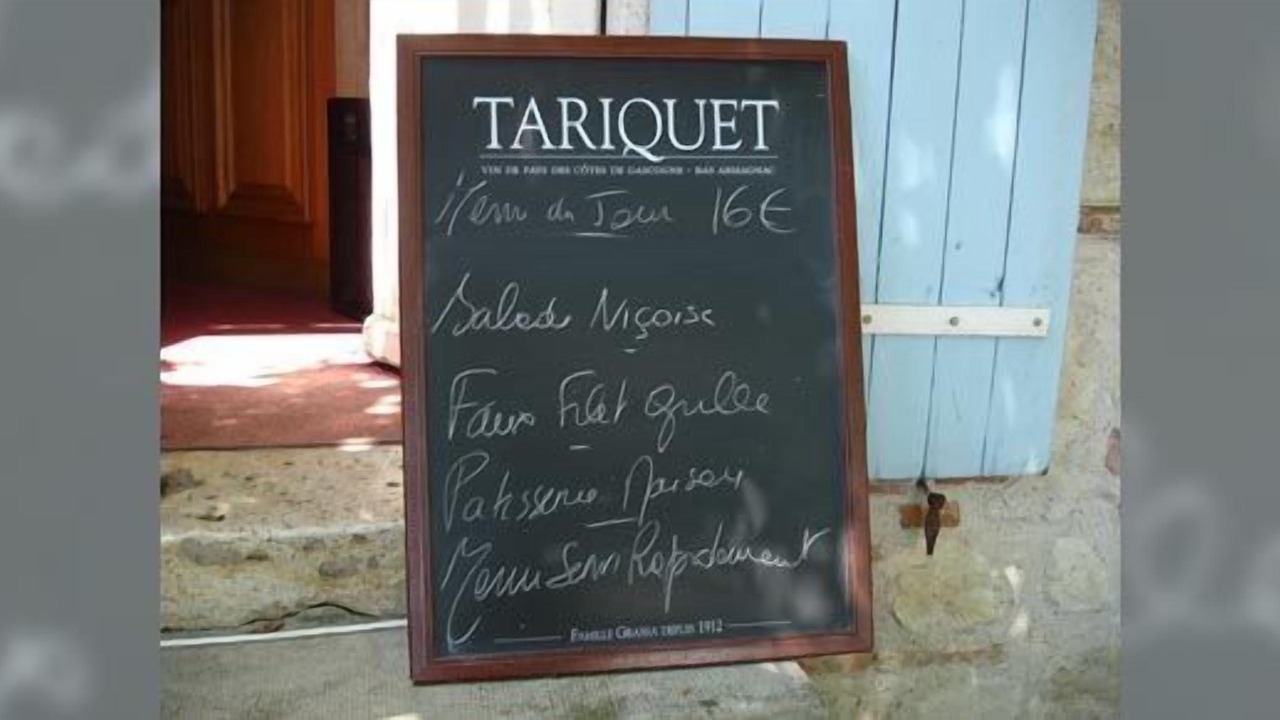 TARIQUET
VIN DE PAYS DES CÔTES DE GASCOGNE - BAS ARMAGNAC
Menu du Jour 16€
Salade Niçoise
Faux Filet Grillé
Patisserie Maison
Menu Servi Rapidement
FAMILLE GRASSA DEPUIS 1912